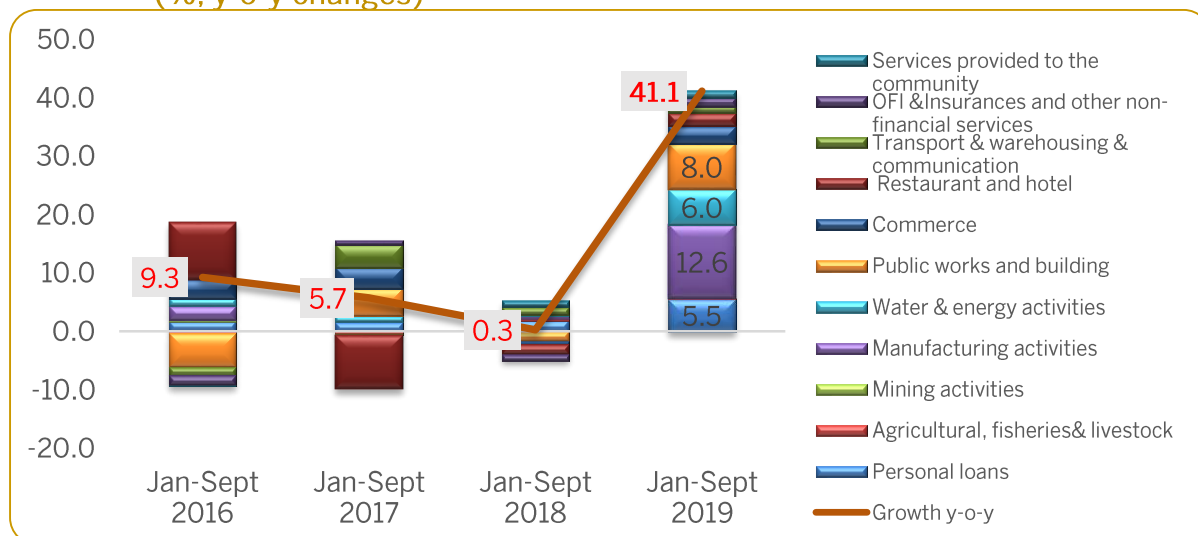 (%, y-o-y changes)
50.0
40.0
30.0
20.0
10.0
0.0
-10.0
-20.0
9.3
5.7
0.3
41.1
8.0
6.0
12.6
5.5
Jan-Sept
2016
Jan-Sept
2017
Jan-Sept
2018
Jan-Sept
2019
Services provided to the
community
OFI &Insurances and other non-
financial services
Transport & warehousing &
communication
Restaurant and hotel
Commerce
Public works and building
Water & energy activities
Manufacturing activities
Mining activities
Agricultural, fisheries& livestock
Personal loans
Growth y-o-y